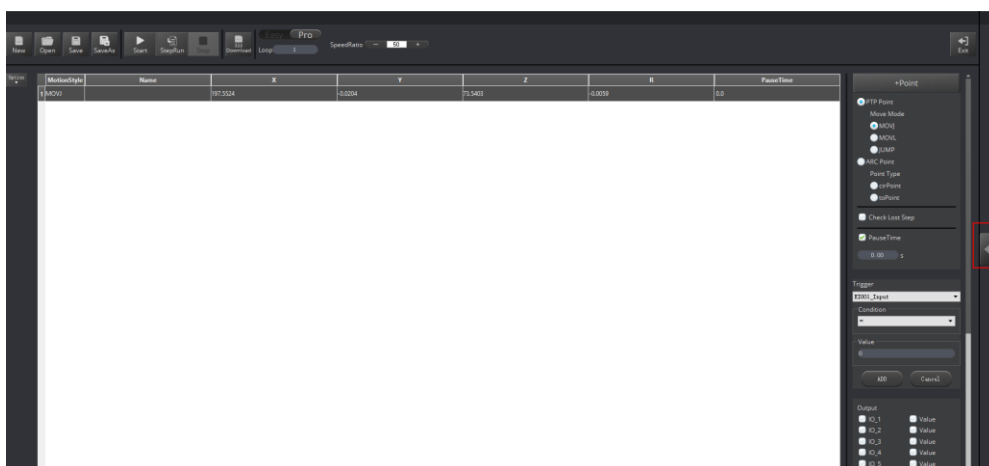 Easy Pro
New Open Save SaveAs Start StepRun Stop Download Loop 1 SpeedRatio − 50 + Exit
MotionStyle Name X Y Z R PauseTime
1 MOVJ 197.5524 -0.0204 73.5403 -0.0059 0.0
+Point
PTP Point
Move Mode
MOVJ
MOVL
JUMP
ARC Point
Point Type
cirPoint
toPoint
Check Lost Step
PauseTime
0.00 s
Trigger
Condition
=
Value
0
ADD Cancel
Output
IO_1 Value
IO_2 Value
IO_3 Value
IO_4 Value
IO_5 Value